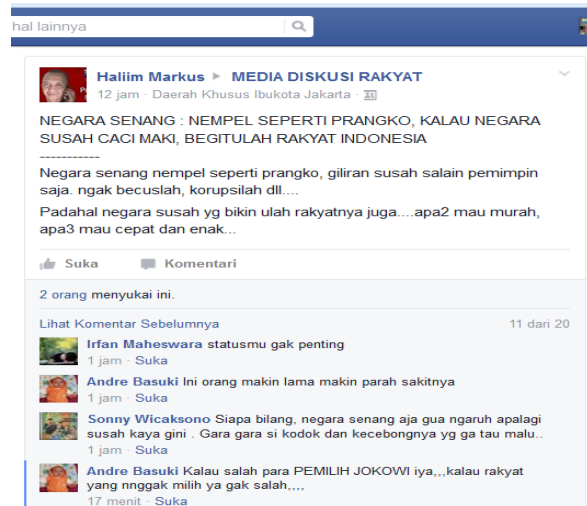 hal lainnya
Haliim Markus ▶ MEDIA DISKUSI RAKYAT
12 jam · Daerah Khusus Ibukota Jakarta ·
NEGARA SENANG : NEMPEL SEPERTI PRANGKO, KALAU NEGARA
SUSAH CACI MAKI, BEGITULAH RAKYAT INDONESIA
-----------
Negara senang nempel seperti prangko, giliran susah salain pemimpin
saja. ngak becuslah, korupsilah dll....
Padahal negara susah yg bikin ulah rakyatnya juga....apa2 mau murah,
apa3 mau cepat dan enak...
Suka Komentari
2 orang menyukai ini.
Lihat Komentar Sebelumnya 11 dari 20
Irfan Maheswara statusmu gak penting
1 jam · Suka
Andre Basuki Ini orang makin lama makin parah sakitnya
1 jam · Suka
Sonny Wicaksono Siapa bilang, negara senang aja gua ngaruh apalagi
susah kaya gini . Gara gara si kodok dan kecebongnya yg ga tau malu..
1 jam · Suka
Andre Basuki Kalau salah para PEMILIH JOKOWI iya,,,kalau rakyat
yang nnggak milih ya gak salah,,,,
17 menit · Suka